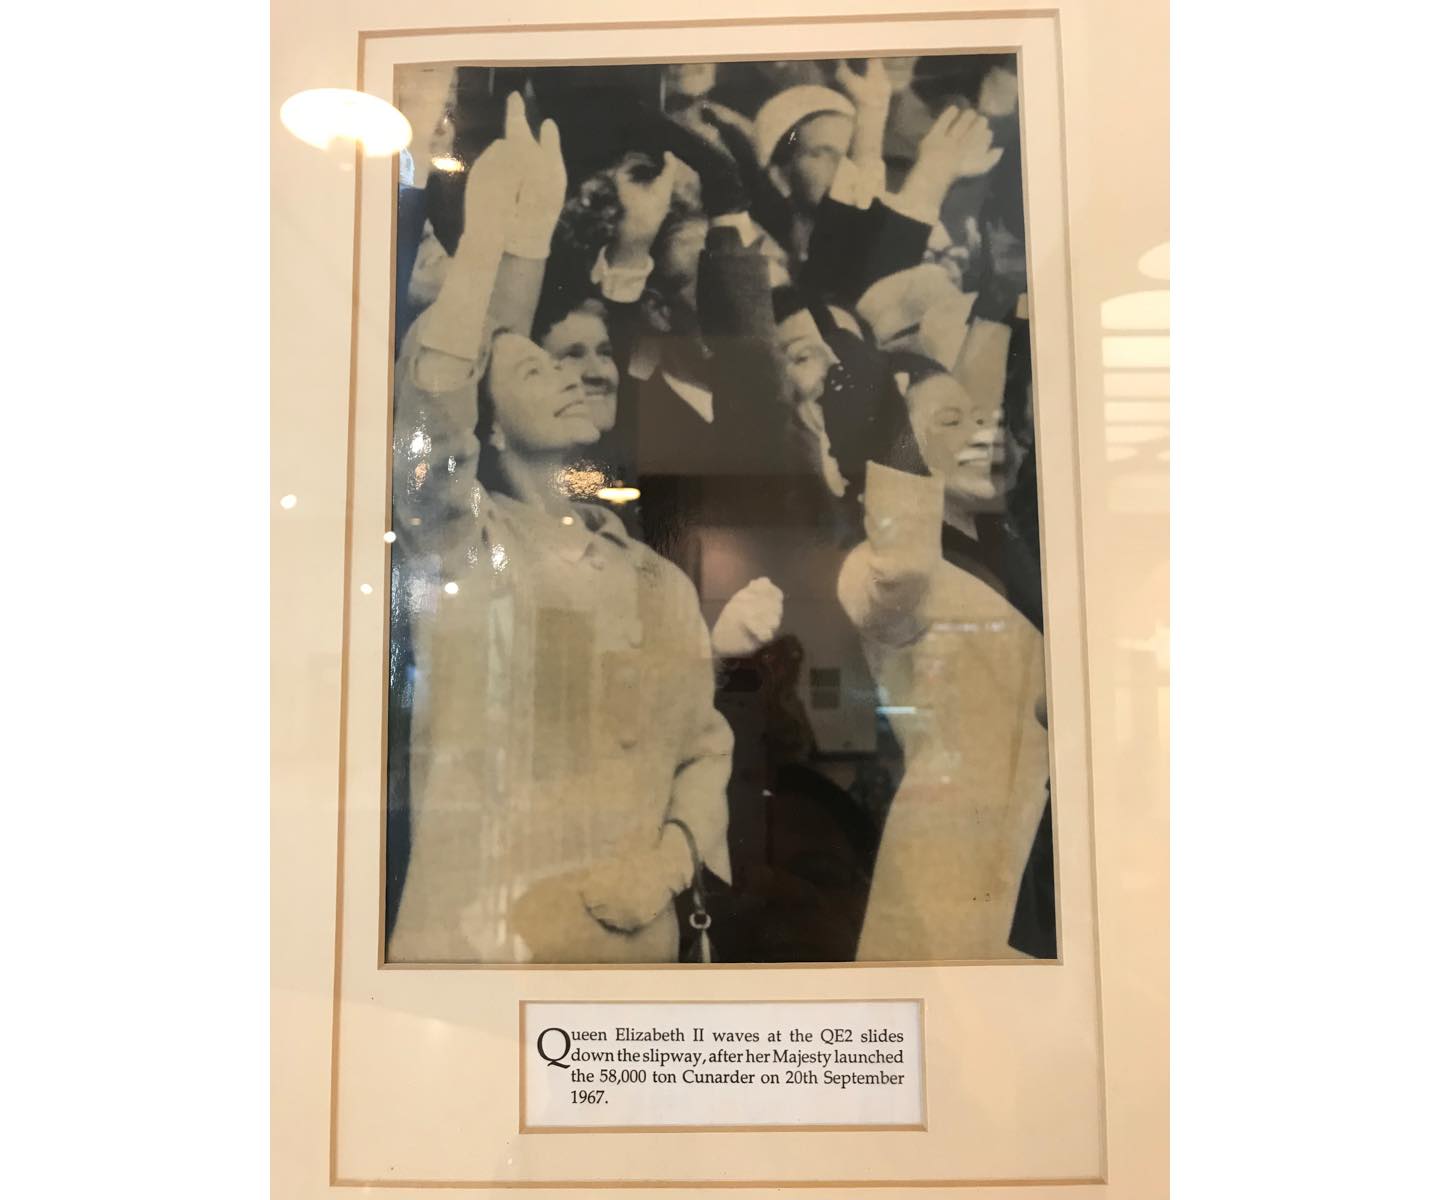 Queen Elizabeth II waves at the QE2 slides
down the slipway, after her Majesty launched
the 58,000 ton Cunarder on 20th September
1967.